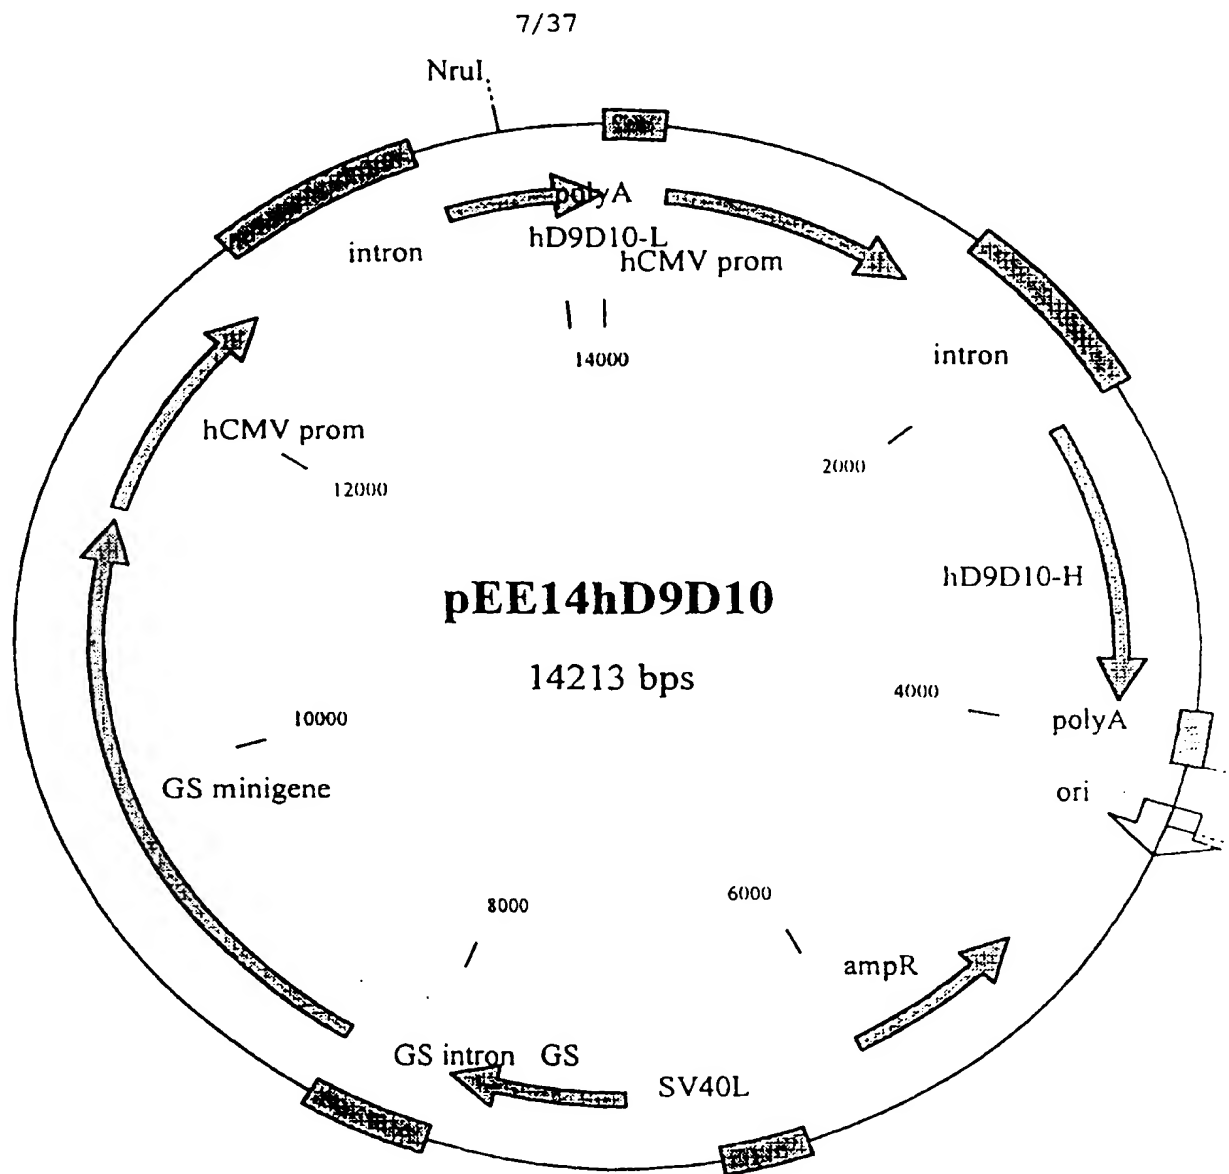 7/37
NruI
polyA
hD9D10-L
intron
hCMV prom
14000
intron
hCMV prom
2000
12000
hD9D10-H
pEE14hD9D10
14213 bps
4000
10000
polyA
GS minigene
ori
6000
8000
ampR
GS intron
GS
SV40L